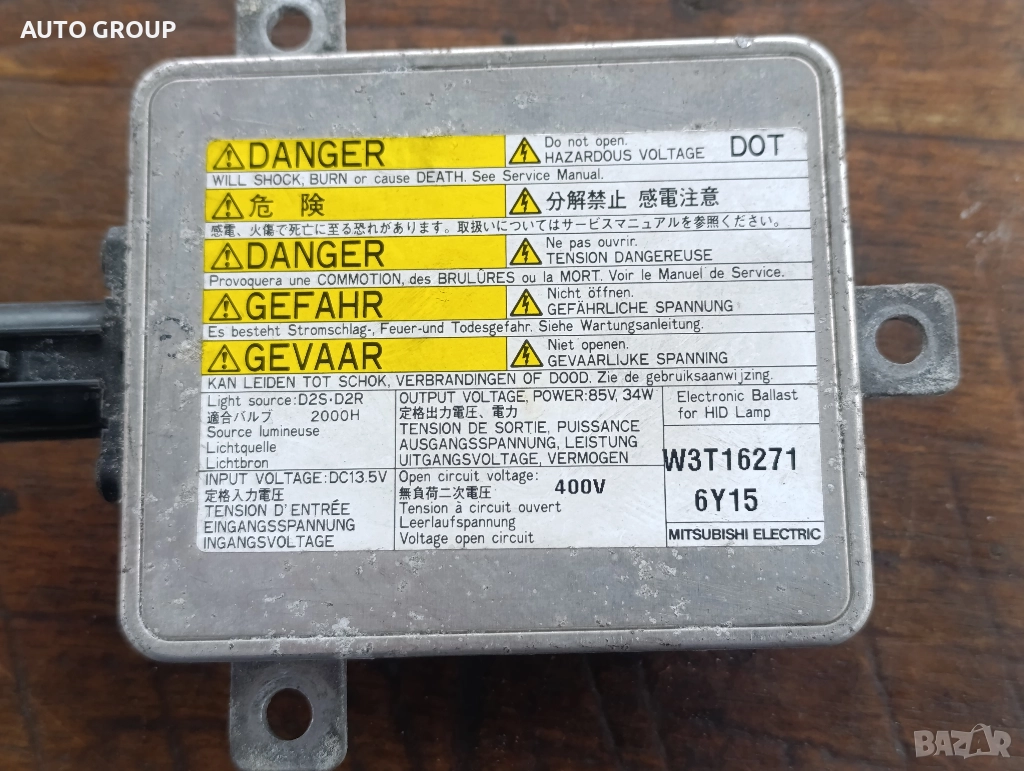 AUTO GROUP
DANGER
Do not open.
HAZARDOUS VOLTAGE
DOT
WILL SHOCK, BURN or cause DEATH. See Service Manual.
危 険
分解禁止 感電注意
感電、火傷で死亡に至る恐れがあります。取扱いについてはサービスマニュアルを参照ください。
DANGER
Ne pas ouvrir.
TENSION DANGEREUSE
Provoquera une COMMOTION, des BRULÛRES ou la MORT. Voir le Manuel de Service.
GEFAHR
Nicht öffnen.
GEFÄHRLICHE SPANNUNG
Es besteht Stromschlag-, Feuer-und Todesgefahr. Siehe Wartungsanleitung.
GEVAAR
Niet openen.
GEVAARLIJKE SPANNING
KAN LEIDEN TOT SCHOK, VERBRANDINGEN OF DOOD. Zie de gebruiksaanwijzing.
Light source:D2S·D2R
適合バルブ 2000H
Source lumineuse
Lichtquelle
Lichtbron
INPUT VOLTAGE:DC13.5V
定格入力電圧
TENSION D'ENTRÉE
EINGANGSSPANNUNG
INGANGSVOLTAGE
OUTPUT VOLTAGE, POWER:85V, 34W
定格出力電圧、電力
TENSION DE SORTIE, PUISSANCE
AUSGANGSSPANNUNG, LEISTUNG
UITGANGSVOLTAGE, VERMOGEN
Open circuit voltage:
無負荷二次電圧
400V
Tension à circuit ouvert
Leerlaufspannung
Voltage open circuit
Electronic Ballast
for HID Lamp
W3T16271
6Y15
MITSUBISHI ELECTRIC
BAZAR